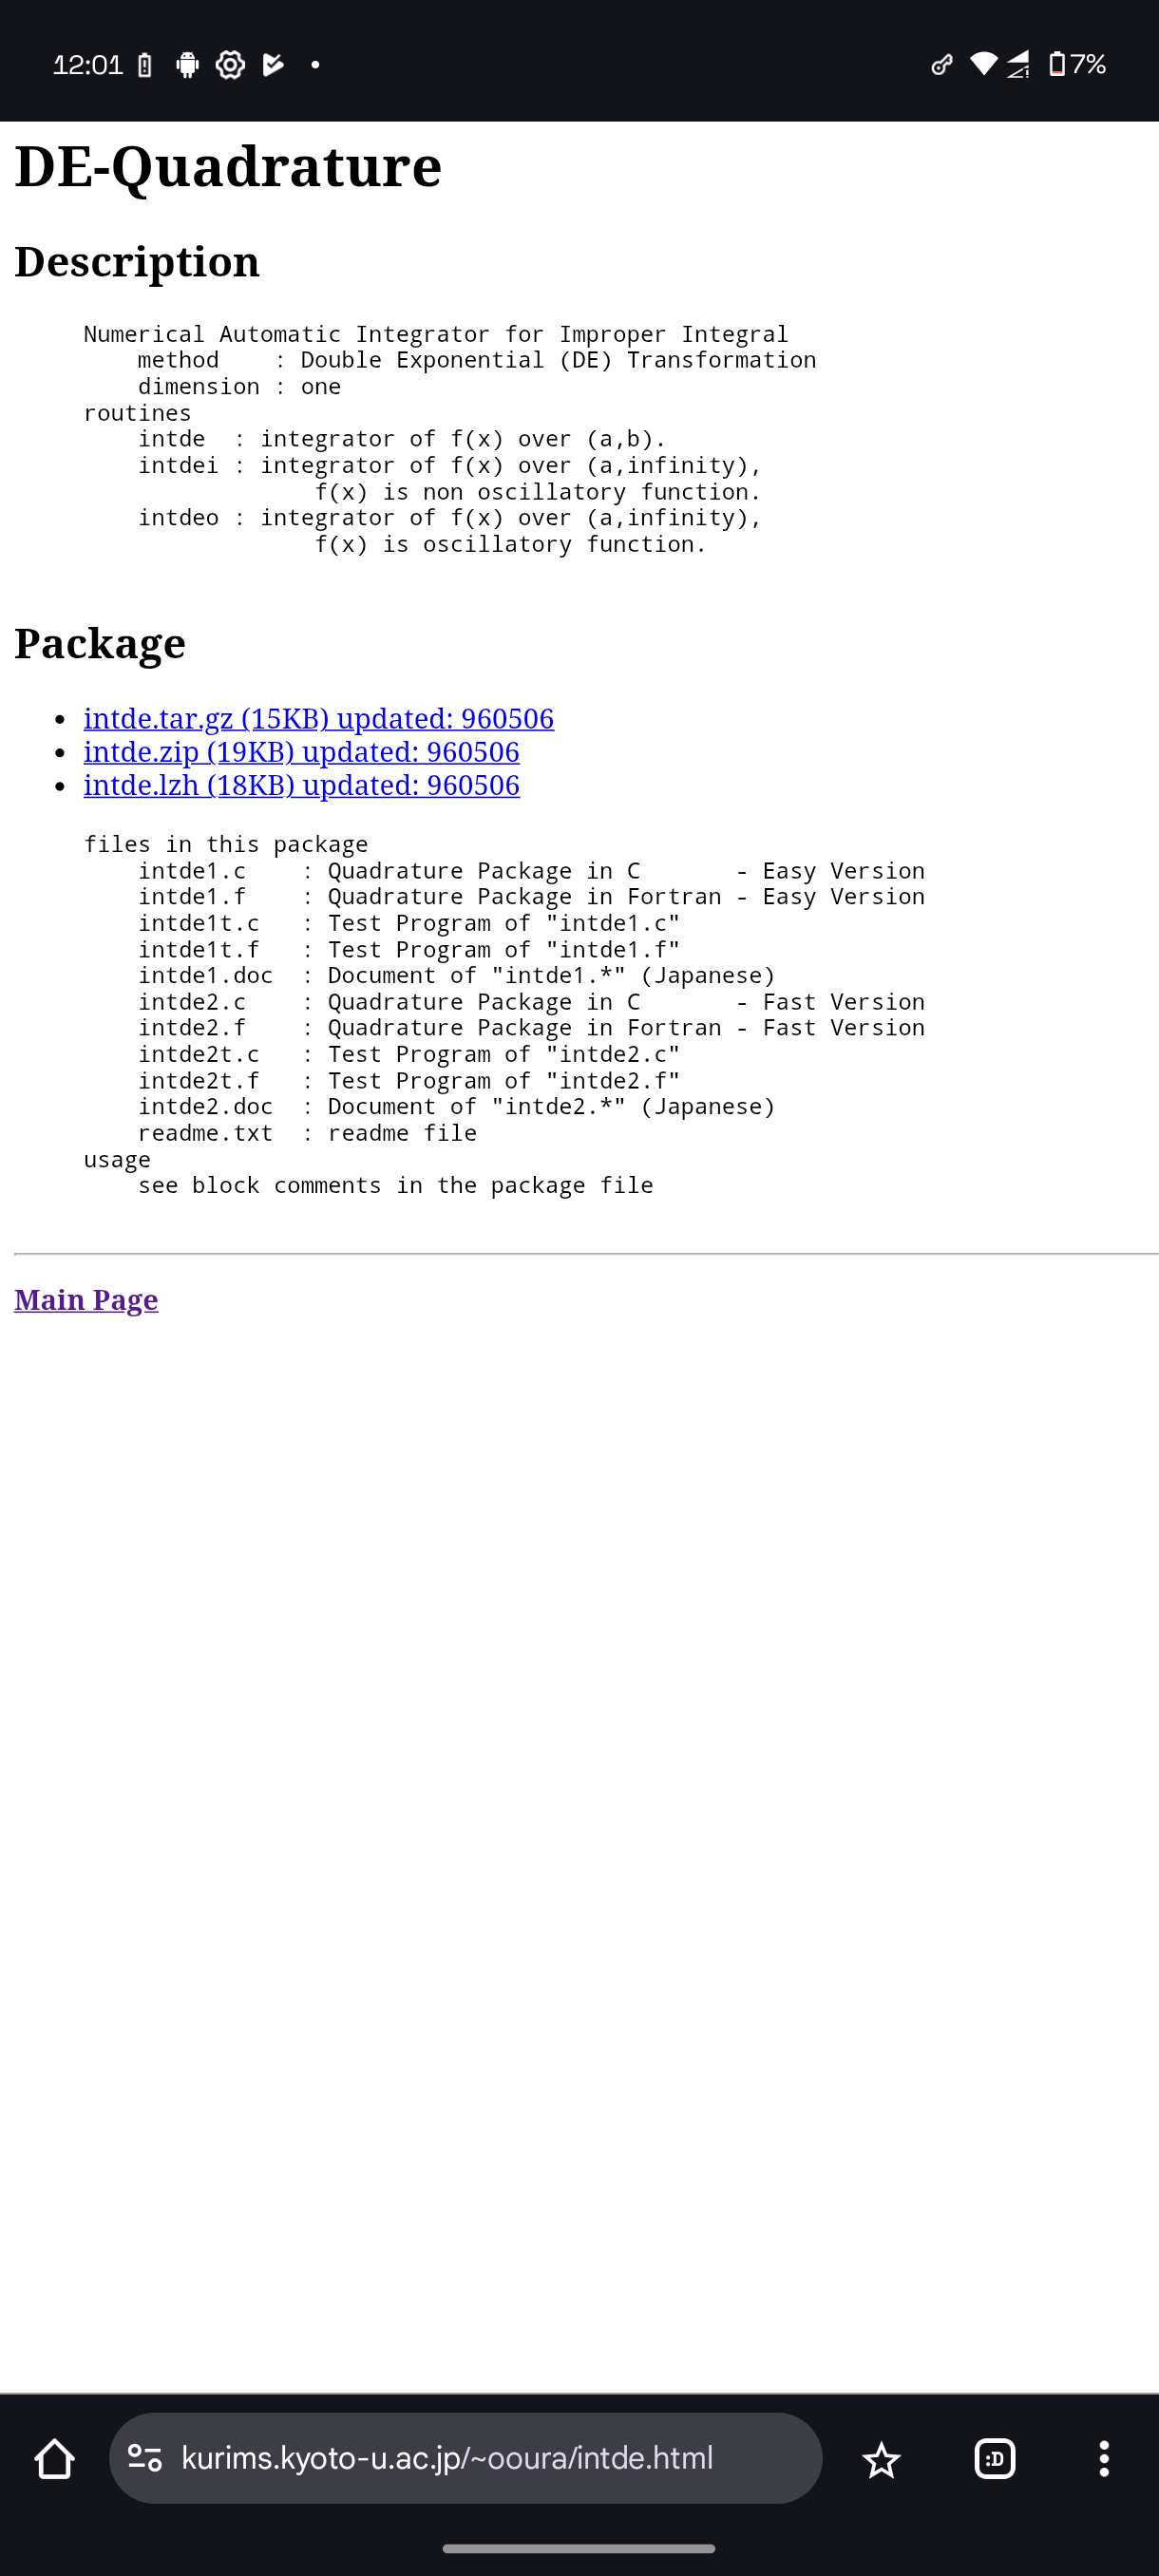 12:01
7%
DE-Quadrature
Description
Numerical Automatic Integrator for Improper Integral
    method    : Double Exponential (DE) Transformation
    dimension : one
routines
    intde  : integrator of f(x) over (a,b).
    intdei : integrator of f(x) over (a,infinity),
                 f(x) is non oscillatory function.
    intdeo : integrator of f(x) over (a,infinity),
                 f(x) is oscillatory function.
Package
intde.tar.gz (15KB) updated: 960506
intde.zip (19KB) updated: 960506
intde.lzh (18KB) updated: 960506
files in this package
    intde1.c    : Quadrature Package in C       - Easy Version
    intde1.f    : Quadrature Package in Fortran - Easy Version
    intde1t.c   : Test Program of "intde1.c"
    intde1t.f   : Test Program of "intde1.f"
    intde1.doc  : Document of "intde1.*" (Japanese)
    intde2.c    : Quadrature Package in C       - Fast Version
    intde2.f    : Quadrature Package in Fortran - Fast Version
    intde2t.c   : Test Program of "intde2.c"
    intde2t.f   : Test Program of "intde2.f"
    intde2.doc  : Document of "intde2.*" (Japanese)
    readme.txt  : readme file
usage
    see block comments in the package file
Main Page
kurims.kyoto-u.ac.jp/~ooura/intde.html
:D